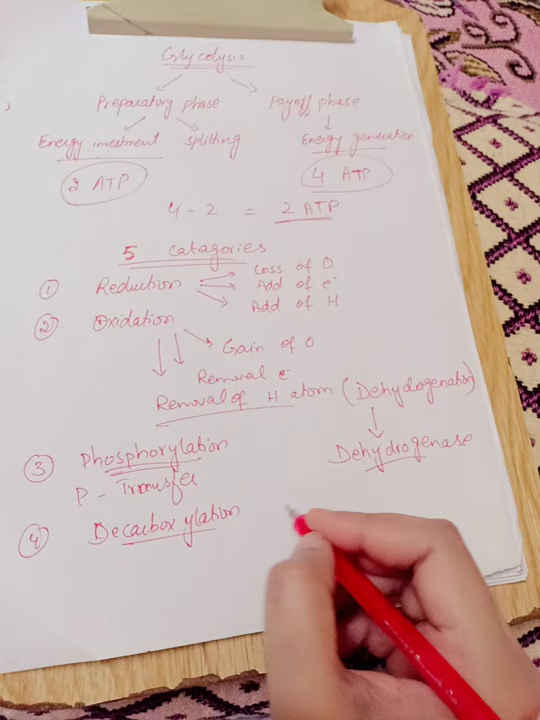 Glycolysis
Preparatory phase Payoff phase
Energy investment splitting Energy generation
2 ATP 4 ATP
4 - 2 = 2 ATP
5 catagories
① Reduction Loss of O
Add of e⁻
Add of H
② Oxidation
Gain of O
Removal e⁻
Removal of H atom (Dehydogenation)
Dehydrogenase
③ Phosphorylation
P - Transfer
④ Decarboxylation